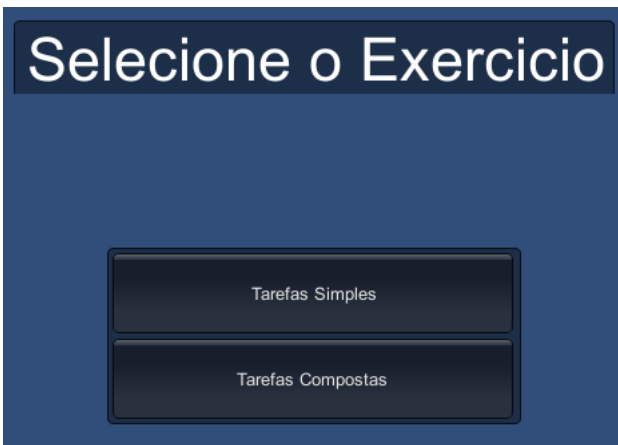 Selecione o Exercicio
Tarefas Simples
Tarefas Compostas